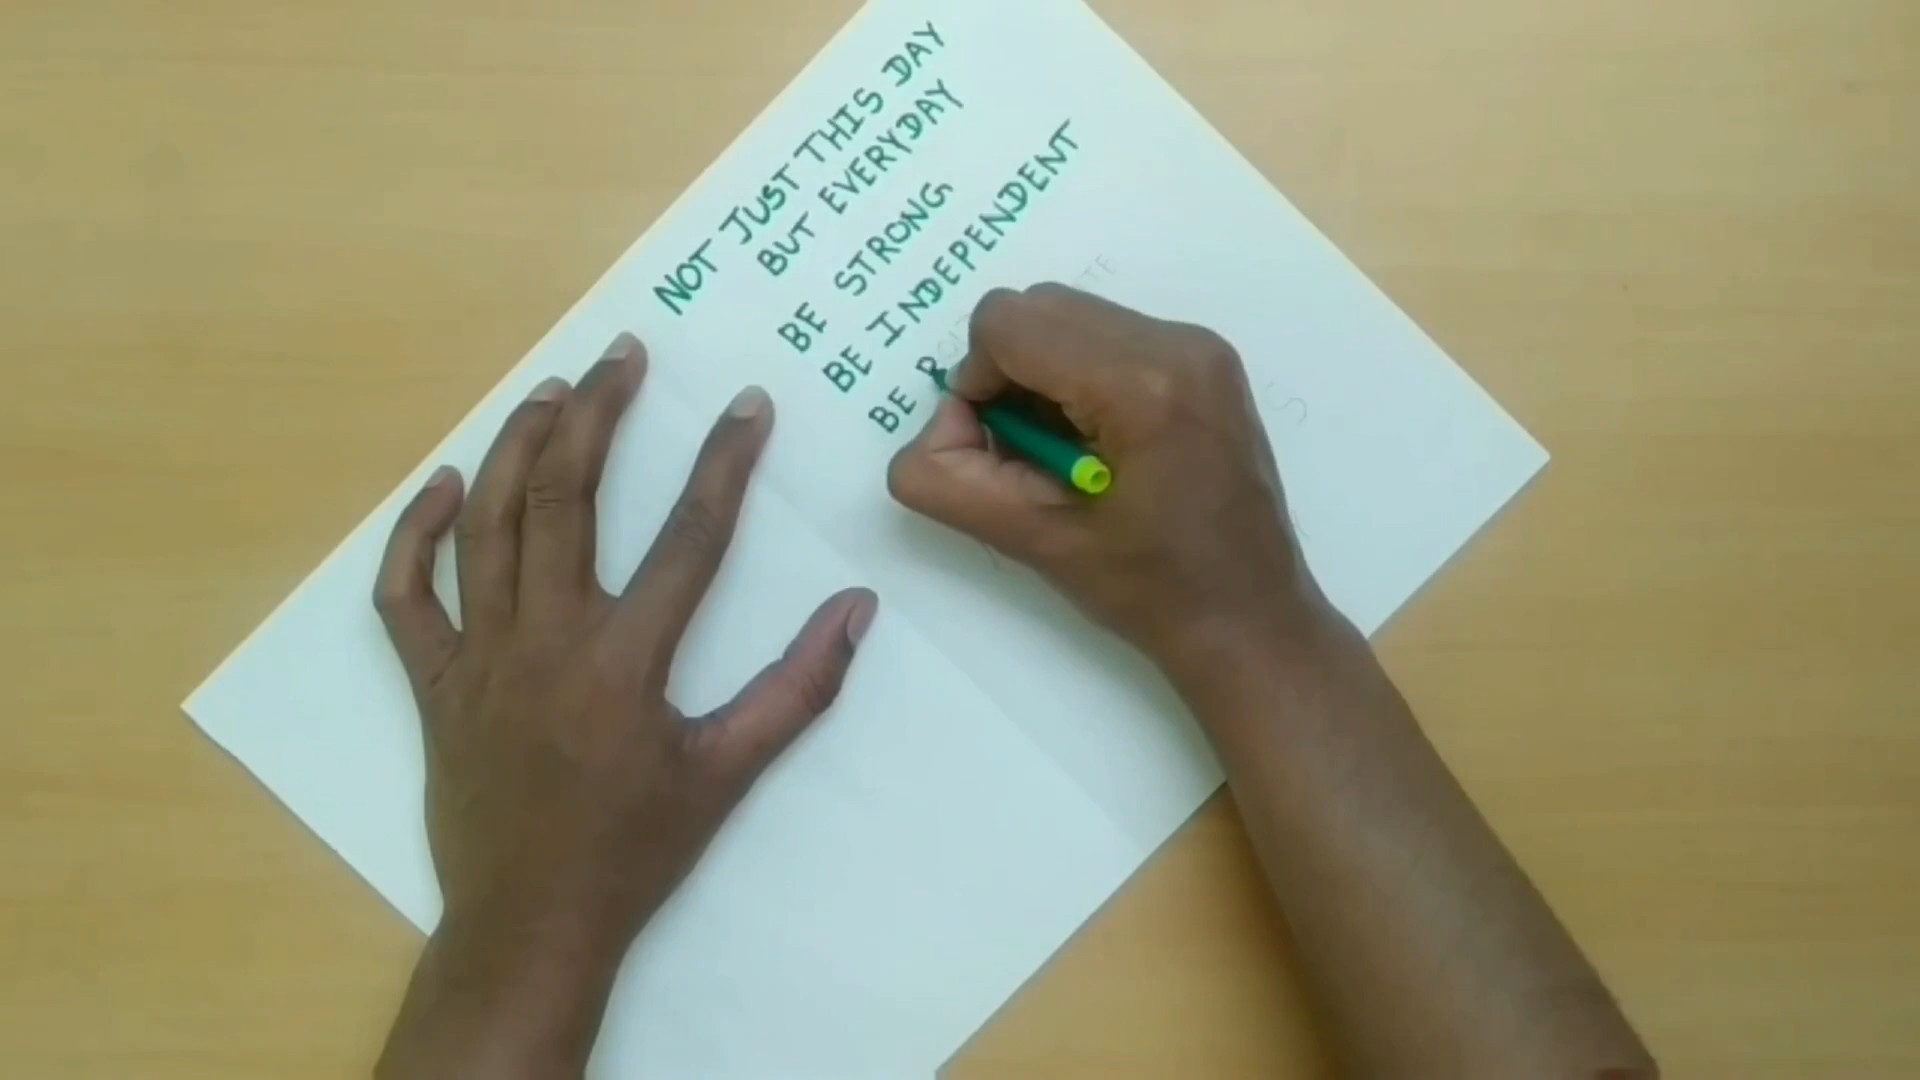 NOT JUST THIS DAY
BUT EVERYDAY
BE STRONG
BE INDEPENDENT
BE